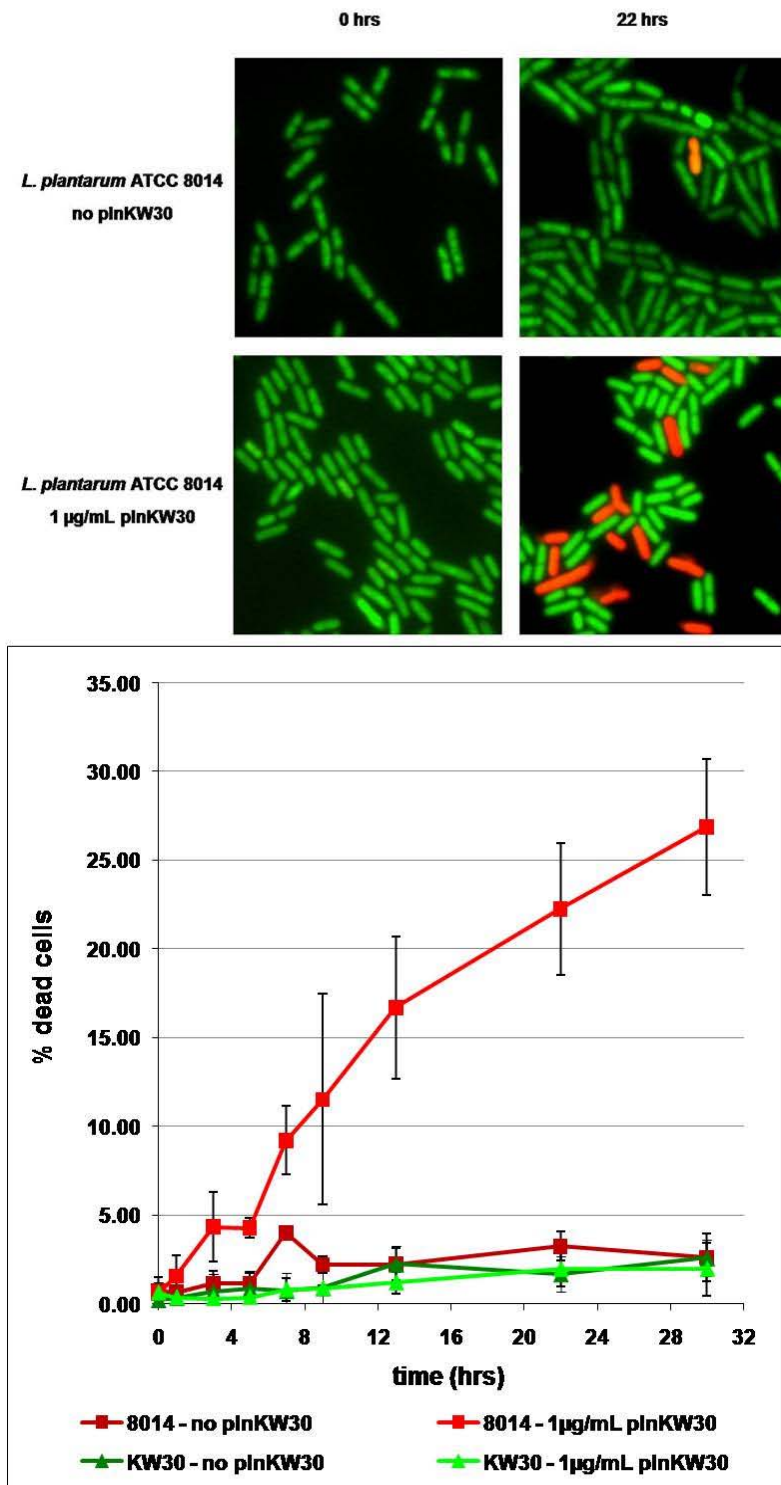 0 hrs 22 hrs
L. plantarum ATCC 8014
no plnKW30
L. plantarum ATCC 8014
1 µg/mL plnKW30
35.00
30.00
25.00
20.00
15.00
10.00
5.00
0.00
% dead cells
0 4 8 12 16 20 24 28 32
time (hrs)
8014 - no plnKW30 8014 - 1µg/mL plnKW30
KW30 - no plnKW30 KW30 - 1µg/mL plnKW30